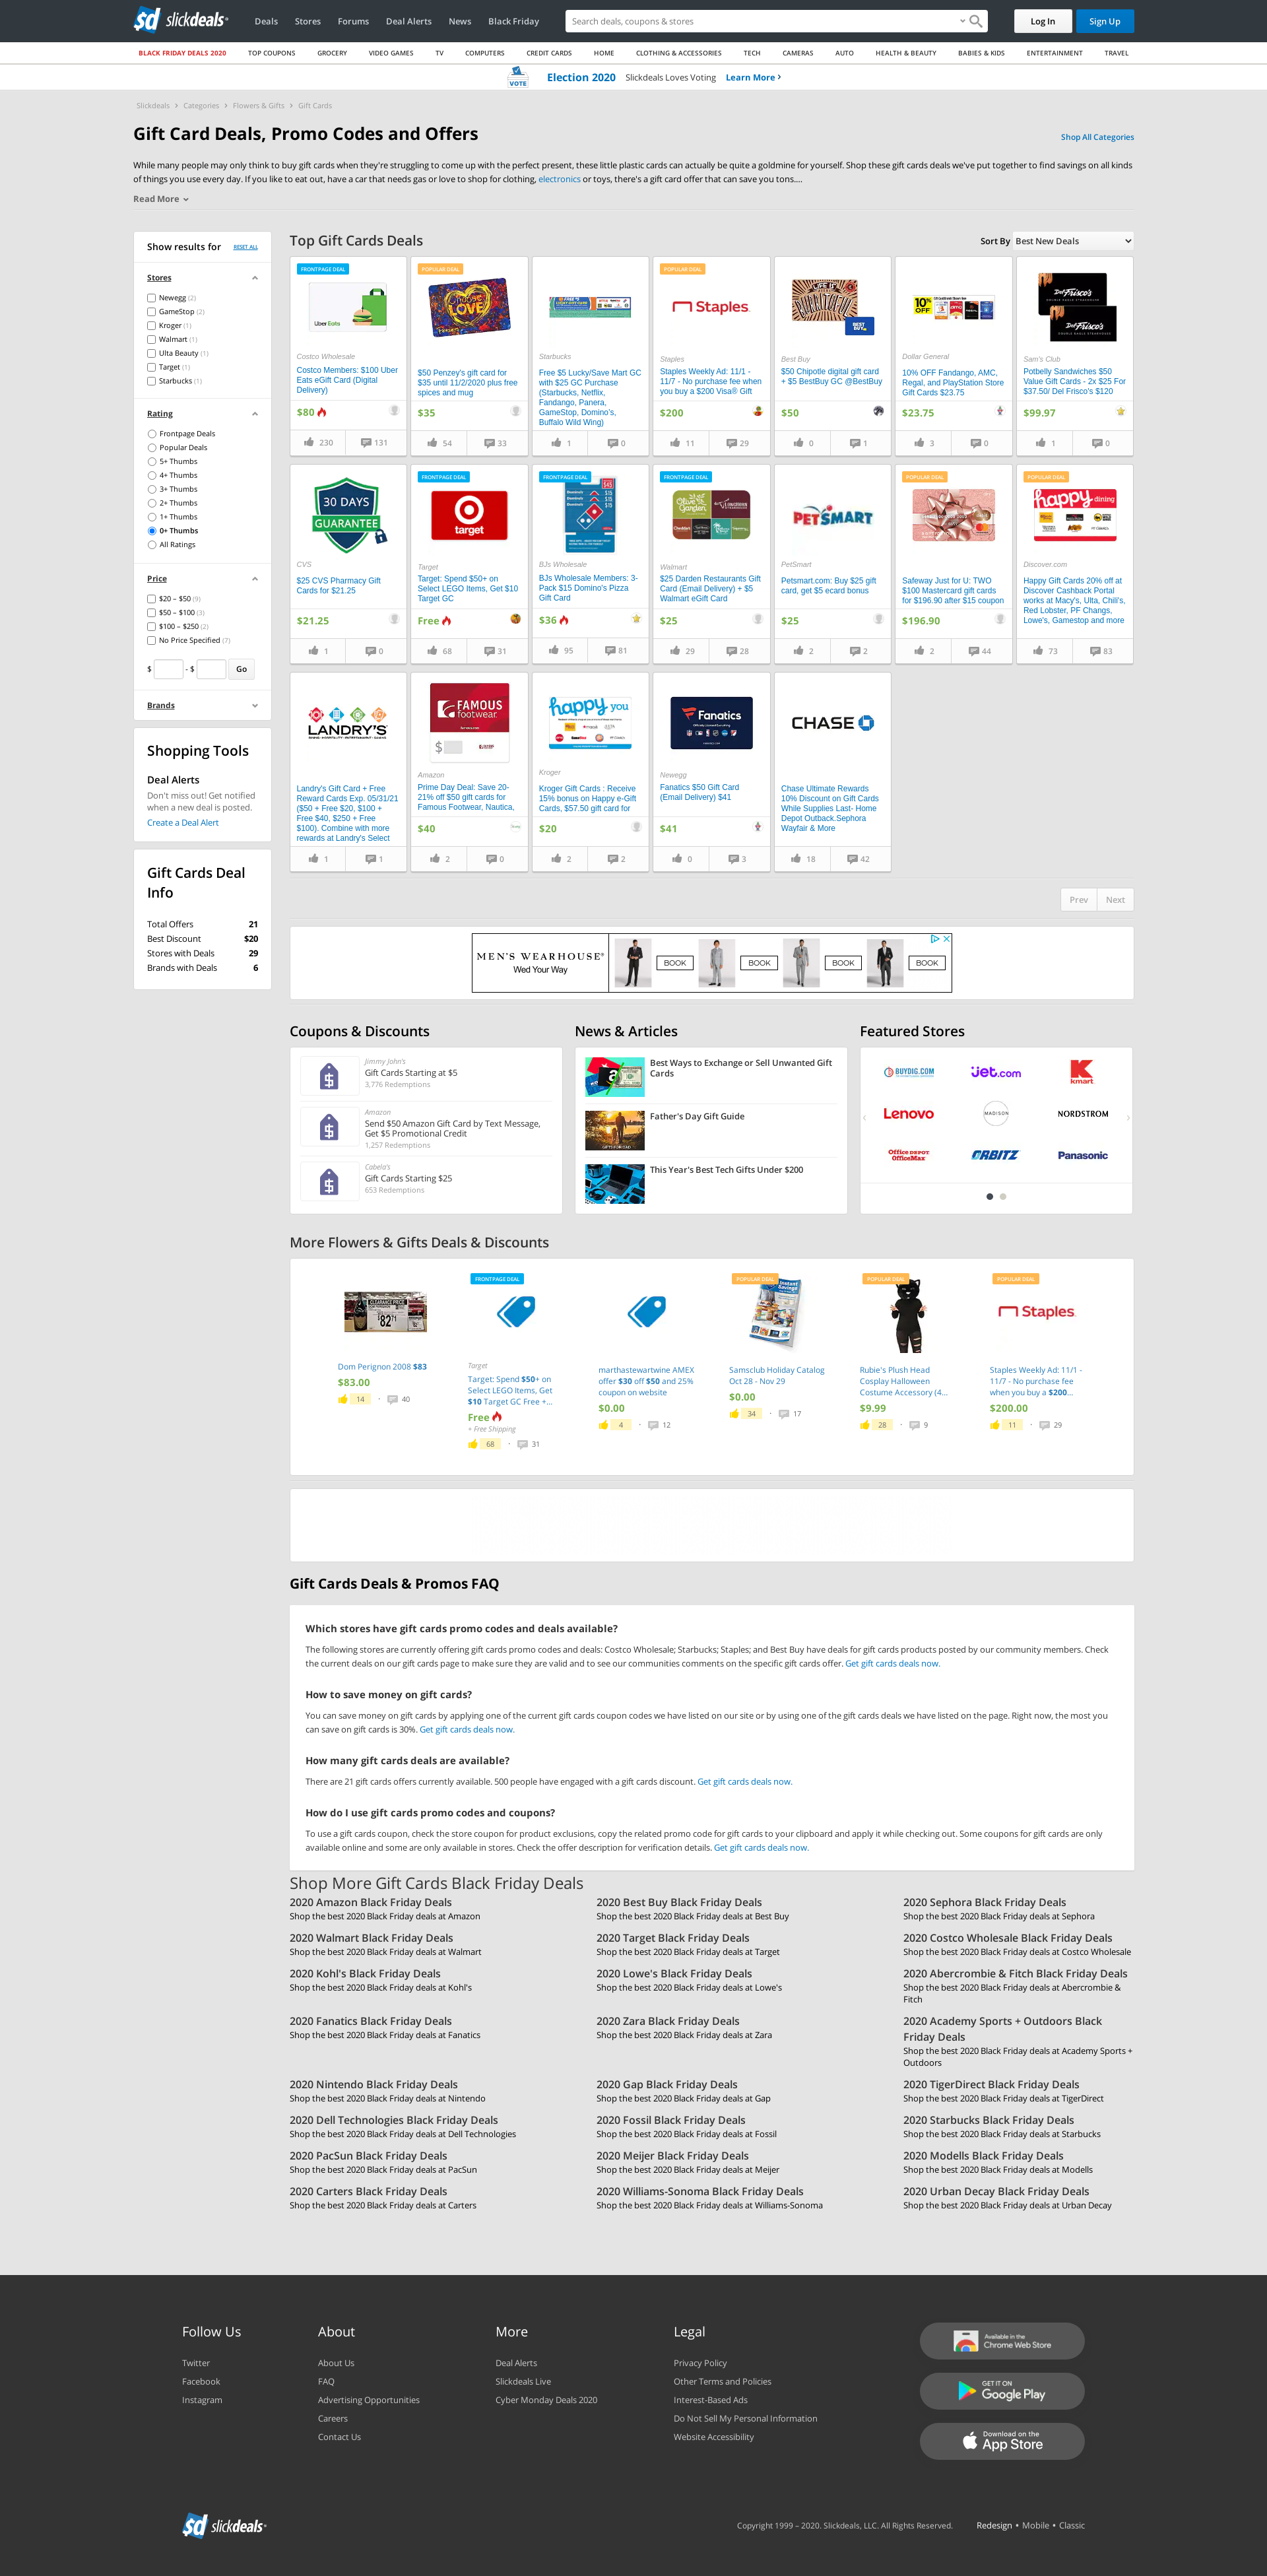 slickdeals
Deals Stores Forums Deal Alerts News Black Friday
Search deals, coupons & stores
Log In Sign Up
BLACK FRIDAY DEALS 2020 TOP COUPONS GROCERY VIDEO GAMES TV COMPUTERS CREDIT CARDS HOME CLOTHING & ACCESSORIES TECH CAMERAS AUTO HEALTH & BEAUTY BABIES & KIDS ENTERTAINMENT TRAVEL
VOTE Election 2020 Slickdeals Loves Voting Learn More ›
Slickdeals > Categories > Flowers & Gifts > Gift Cards
Gift Card Deals, Promo Codes and Offers
Shop All Categories
While many people may only think to buy gift cards when they're struggling to come up with the perfect present, these little plastic cards can actually be quite a goldmine for yourself. Shop these gift cards deals we've put together to find savings on all kinds
of things you use every day. If you like to eat out, have a car that needs gas or love to shop for clothing, electronics or toys, there's a gift card offer that can save you tons....
Read More
Show results for RESET ALL
Stores
Newegg (2)
GameStop (2)
Kroger (1)
Walmart (1)
Ulta Beauty (1)
Target (1)
Starbucks (1)
Rating
Frontpage Deals
Popular Deals
5+ Thumbs
4+ Thumbs
3+ Thumbs
2+ Thumbs
1+ Thumbs
0+ Thumbs
All Ratings
Price
$20 – $50 (9)
$50 – $100 (3)
$100 – $250 (2)
No Price Specified (7)
$ - $ Go
Brands
Shopping Tools
Deal Alerts
Don't miss out! Get notified
when a new deal is posted.
Create a Deal Alert
Gift Cards Deal
Info
Total Offers 21
Best Discount $20
Stores with Deals 29
Brands with Deals 6
Top Gift Cards Deals
Sort By Best New Deals
FRONTPAGE DEAL
Uber Eats
Costco Wholesale
Costco Members: $100 Uber
Eats eGift Card (Digital
Delivery)
$80
230 131
POPULAR DEAL
Choose
LOVE
$50 Penzey's gift card for
$35 until 11/2/2020 plus free
spices and mug
$35
54 33
Starbucks
Free $5 Lucky/Save Mart GC
with $25 GC Purchase
(Starbucks, Netflix,
Fandango, Panera,
GameStop, Domino's,
Buffalo Wild Wing)
1 0
POPULAR DEAL
Staples
Staples
Staples Weekly Ad: 11/1 -
11/7 - No purchase fee when
you buy a $200 Visa® Gift
$200
11 29
BEST BUY
Best Buy
$50 Chipotle digital gift card
+ $5 BestBuy GC @BestBuy
$50
0 1
10% OFF
Dollar General
10% OFF Fandango, AMC,
Regal, and PlayStation Store
Gift Cards $23.75
$23.75
3 0
Del Frisco's
Del Frisco's
Sam's Club
Potbelly Sandwiches $50
Value Gift Cards - 2x $25 For
$37.50/ Del Frisco's $120
$99.97
1 0
30 DAYS
GUARANTEE
CVS
$25 CVS Pharmacy Gift
Cards for $21.25
$21.25
1 0
FRONTPAGE DEAL
target
Target
Target: Spend $50+ on
Select LEGO Items, Get $10
Target GC
Free
68 31
FRONTPAGE DEAL
$45
BJs Wholesale
BJs Wholesale Members: 3-
Pack $15 Domino's Pizza
Gift Card
$36
95 81
FRONTPAGE DEAL
Olive Garden
Walmart
$25 Darden Restaurants Gift
Card (Email Delivery) + $5
Walmart eGift Card
$25
29 28
PETSMART
PetSmart
Petsmart.com: Buy $25 gift
card, get $5 ecard bonus
$25
2 2
POPULAR DEAL
Safeway Just for U: TWO
$100 Mastercard gift cards
for $196.90 after $15 coupon
$196.90
2 44
POPULAR DEAL
happy dining
Discover.com
Happy Gift Cards 20% off at
Discover Cashback Portal
works at Macy's, Ulta, Chili's,
Red Lobster, PF Changs,
Lowe's, Gamestop and more
73 83
LANDRY'S
Landry's Gift Card + Free
Reward Cards Exp. 05/31/21
($50 + Free $20, $100 +
Free $40, $250 + Free
$100). Combine with more
rewards at Landry's Select
1 1
FAMOUS
footwear
$
Amazon
Prime Day Deal: Save 20-
21% off $50 gift cards for
Famous Footwear, Nautica,
$40
2 0
happy you
Kroger
Kroger Gift Cards : Receive
15% bonus on Happy e-Gift
Cards, $57.50 gift card for
$20
2 2
Fanatics
Newegg
Fanatics $50 Gift Card
(Email Delivery) $41
$41
0 3
CHASE
Chase Ultimate Rewards
10% Discount on Gift Cards
While Supplies Last- Home
Depot Outback.Sephora
Wayfair & More
18 42
Prev Next
MEN'S WEARHOUSE®
Wed Your Way
BOOK BOOK BOOK BOOK
Coupons & Discounts
Jimmy John's
Gift Cards Starting at $5
3,776 Redemptions
Amazon
Send $50 Amazon Gift Card by Text Message,
Get $5 Promotional Credit
1,257 Redemptions
Cabela's
Gift Cards Starting $25
653 Redemptions
News & Articles
Best Ways to Exchange or Sell Unwanted Gift
Cards
Father's Day Gift Guide
This Year's Best Tech Gifts Under $200
Featured Stores
BUYDIG.COM jet.com kmart
Lenovo MADISON NORDSTROM
Office DEPOT OfficeMax ORBITZ Panasonic
More Flowers & Gifts Deals & Discounts
CLEARANCE PRICE
82 71
Dom Perignon 2008 $83
$83.00
14 · 40
FRONTPAGE DEAL
Target
Target: Spend $50+ on
Select LEGO Items, Get
$10 Target GC Free +...
Free
+ Free Shipping
68 · 31
marthastewartwine AMEX
offer $30 off $50 and 25%
coupon on website
$0.00
4 · 12
POPULAR DEAL
Instant Savings
Samsclub Holiday Catalog
Oct 28 - Nov 29
$0.00
34 · 17
POPULAR DEAL
Rubie's Plush Head
Cosplay Halloween
Costume Accessory (4...
$9.99
28 · 9
POPULAR DEAL
Staples
Staples Weekly Ad: 11/1 -
11/7 - No purchase fee
when you buy a $200...
$200.00
11 · 29
Gift Cards Deals & Promos FAQ
Which stores have gift cards promo codes and deals available?
The following stores are currently offering gift cards promo codes and deals: Costco Wholesale; Starbucks; Staples; and Best Buy have deals for gift cards products posted by our community members. Check
the current deals on our gift cards page to make sure they are valid and to see our communities comments on the specific gift cards offer. Get gift cards deals now.
How to save money on gift cards?
You can save money on gift cards by applying one of the current gift cards coupon codes we have listed on our site or by using one of the gift cards deals we have listed on the page. Right now, the most you
can save on gift cards is 30%. Get gift cards deals now.
How many gift cards deals are available?
There are 21 gift cards offers currently available. 500 people have engaged with a gift cards discount. Get gift cards deals now.
How do I use gift cards promo codes and coupons?
To use a gift cards coupon, check the store coupon for product exclusions, copy the related promo code for gift cards to your clipboard and apply it while checking out. Some coupons for gift cards are only
available online and some are only available in stores. Check the offer description for verification details. Get gift cards deals now.
Shop More Gift Cards Black Friday Deals
2020 Amazon Black Friday Deals
Shop the best 2020 Black Friday deals at Amazon
2020 Best Buy Black Friday Deals
Shop the best 2020 Black Friday deals at Best Buy
2020 Sephora Black Friday Deals
Shop the best 2020 Black Friday deals at Sephora
2020 Walmart Black Friday Deals
Shop the best 2020 Black Friday deals at Walmart
2020 Target Black Friday Deals
Shop the best 2020 Black Friday deals at Target
2020 Costco Wholesale Black Friday Deals
Shop the best 2020 Black Friday deals at Costco Wholesale
2020 Kohl's Black Friday Deals
Shop the best 2020 Black Friday deals at Kohl's
2020 Lowe's Black Friday Deals
Shop the best 2020 Black Friday deals at Lowe's
2020 Abercrombie & Fitch Black Friday Deals
Shop the best 2020 Black Friday deals at Abercrombie &
Fitch
2020 Fanatics Black Friday Deals
Shop the best 2020 Black Friday deals at Fanatics
2020 Zara Black Friday Deals
Shop the best 2020 Black Friday deals at Zara
2020 Academy Sports + Outdoors Black
Friday Deals
Shop the best 2020 Black Friday deals at Academy Sports +
Outdoors
2020 Nintendo Black Friday Deals
Shop the best 2020 Black Friday deals at Nintendo
2020 Gap Black Friday Deals
Shop the best 2020 Black Friday deals at Gap
2020 TigerDirect Black Friday Deals
Shop the best 2020 Black Friday deals at TigerDirect
2020 Dell Technologies Black Friday Deals
Shop the best 2020 Black Friday deals at Dell Technologies
2020 Fossil Black Friday Deals
Shop the best 2020 Black Friday deals at Fossil
2020 Starbucks Black Friday Deals
Shop the best 2020 Black Friday deals at Starbucks
2020 PacSun Black Friday Deals
Shop the best 2020 Black Friday deals at PacSun
2020 Meijer Black Friday Deals
Shop the best 2020 Black Friday deals at Meijer
2020 Modells Black Friday Deals
Shop the best 2020 Black Friday deals at Modells
2020 Carters Black Friday Deals
Shop the best 2020 Black Friday deals at Carters
2020 Williams-Sonoma Black Friday Deals
Shop the best 2020 Black Friday deals at Williams-Sonoma
2020 Urban Decay Black Friday Deals
Shop the best 2020 Black Friday deals at Urban Decay
Follow Us
Twitter
Facebook
Instagram
About
About Us
FAQ
Advertising Opportunities
Careers
Contact Us
More
Deal Alerts
Slickdeals Live
Cyber Monday Deals 2020
Legal
Privacy Policy
Other Terms and Policies
Interest-Based Ads
Do Not Sell My Personal Information
Website Accessibility
Available in the
Chrome Web Store
GET IT ON
Google Play
Download on the
App Store
slickdeals
Copyright 1999 – 2020. Slickdeals, LLC. All Rights Reserved. Redesign • Mobile • Classic